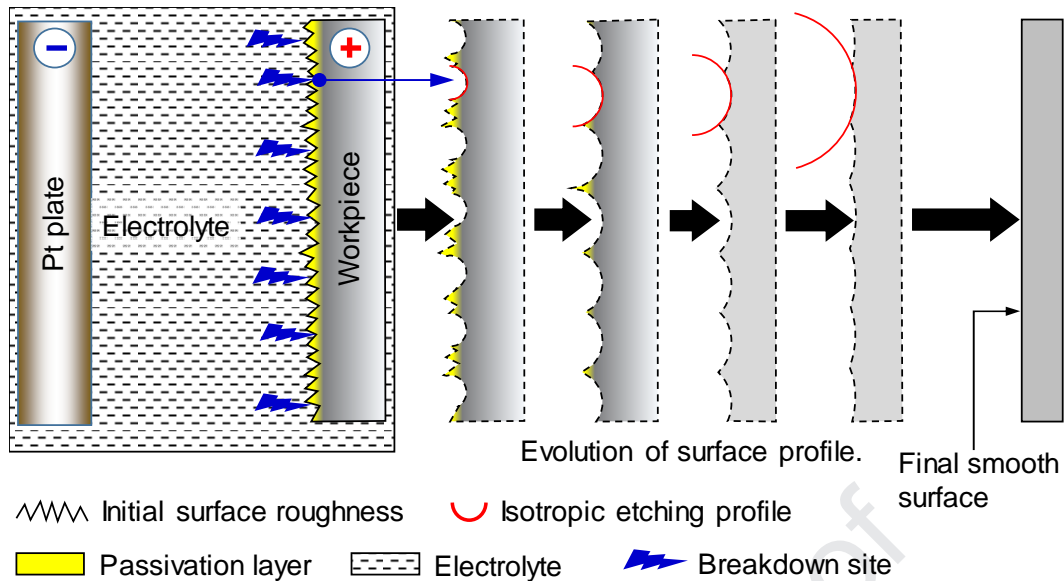 −
+
Pt plate
Electrolyte
Workpiece
Evolution of surface profile.
Final smooth
surface
Initial surface roughness
Isotropic etching profile
Passivation layer
Electrolyte
Breakdown site
of